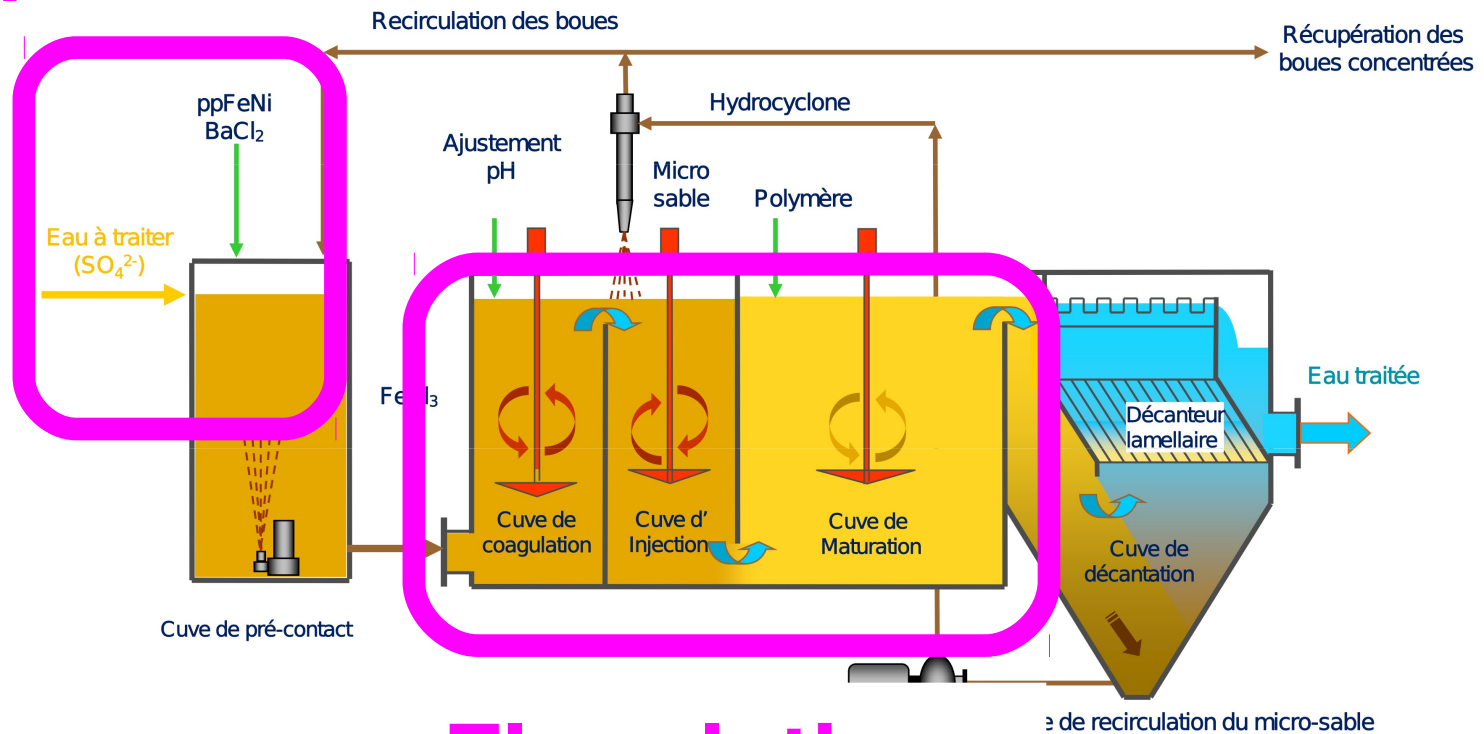 Recirculation des boues
Récupération des
boues concentrées
ppFeNi
BaCl₂
Hydrocyclone
Ajustement
pH
Micro
sable
Polymère
Eau à traiter
(SO₄²⁻)
Eau traitée
Décanteur
lamellaire
Cuve de
coagulation
Cuve d’
Injection
Cuve de
Maturation
Cuve de
décantation
Cuve de pré-contact
de recirculation du micro-sable